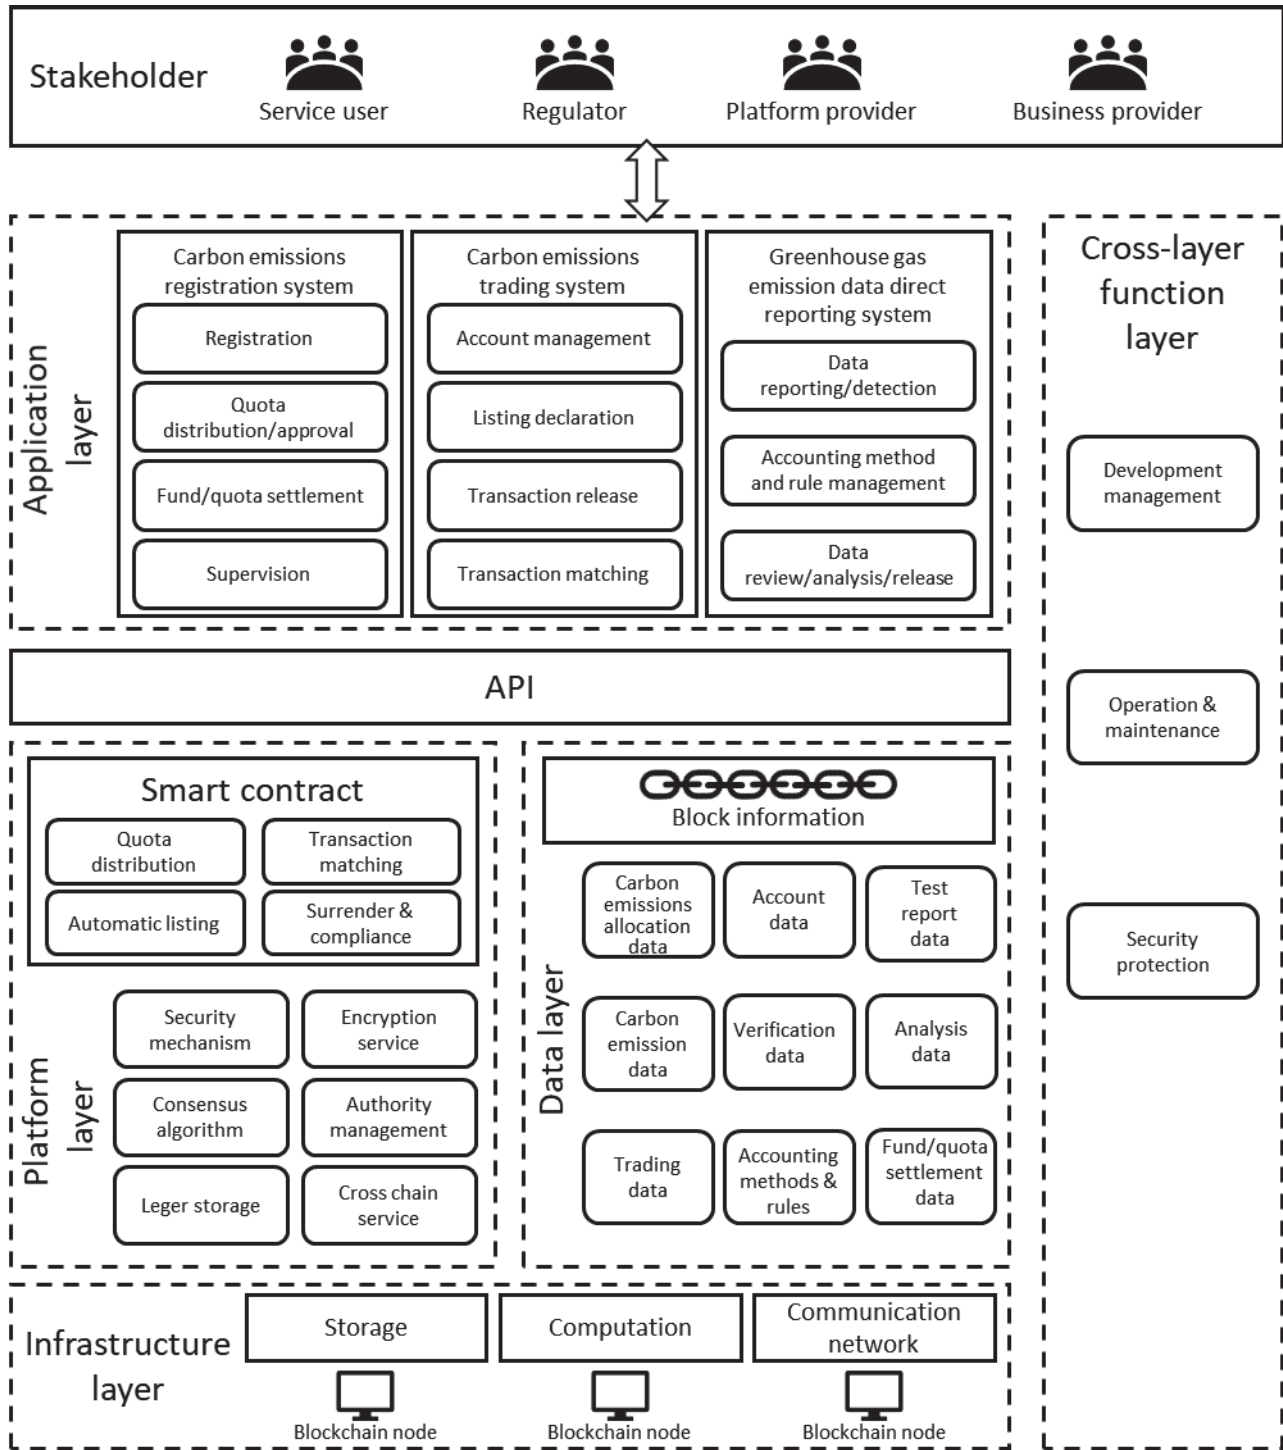 Stakeholder
Service user
Regulator
Platform provider
Business provider
Application
layer
Carbon emissions
registration system
Registration
Quota
distribution/approval
Fund/quota settlement
Supervision
Carbon emissions
trading system
Account management
Listing declaration
Transaction release
Transaction matching
Greenhouse gas
emission data direct
reporting system
Data
reporting/detection
Accounting method
and rule management
Data
review/analysis/release
Cross-layer
function
layer
Development
management
Operation &
maintenance
Security
protection
API
Platform
layer
Smart contract
Quota
distribution
Transaction
matching
Automatic listing
Surrender &
compliance
Security
mechanism
Encryption
service
Consensus
algorithm
Authority
management
Leger storage
Cross chain
service
Data layer
Block information
Carbon
emissions
allocation
data
Account
data
Test
report
data
Carbon
emission
data
Verification
data
Analysis
data
Trading
data
Accounting
methods &
rules
Fund/quota
settlement
data
Infrastructure
layer
Storage
Computation
Communication
network
Blockchain node
Blockchain node
Blockchain node